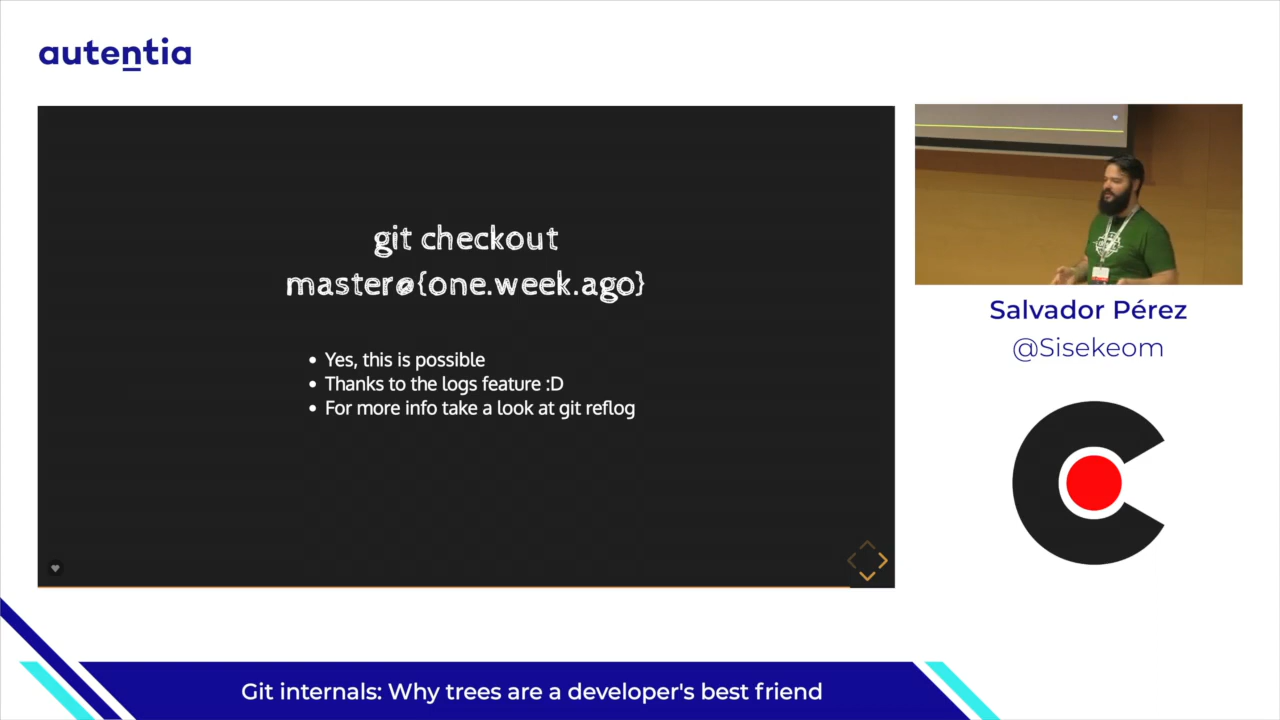 autentia
git checkout
master@{one.week.ago}
Yes, this is possible
Thanks to the logs feature :D
For more info take a look at git reflog
Salvador Pérez
@Sisekeom
Git internals: Why trees are a developer's best friend